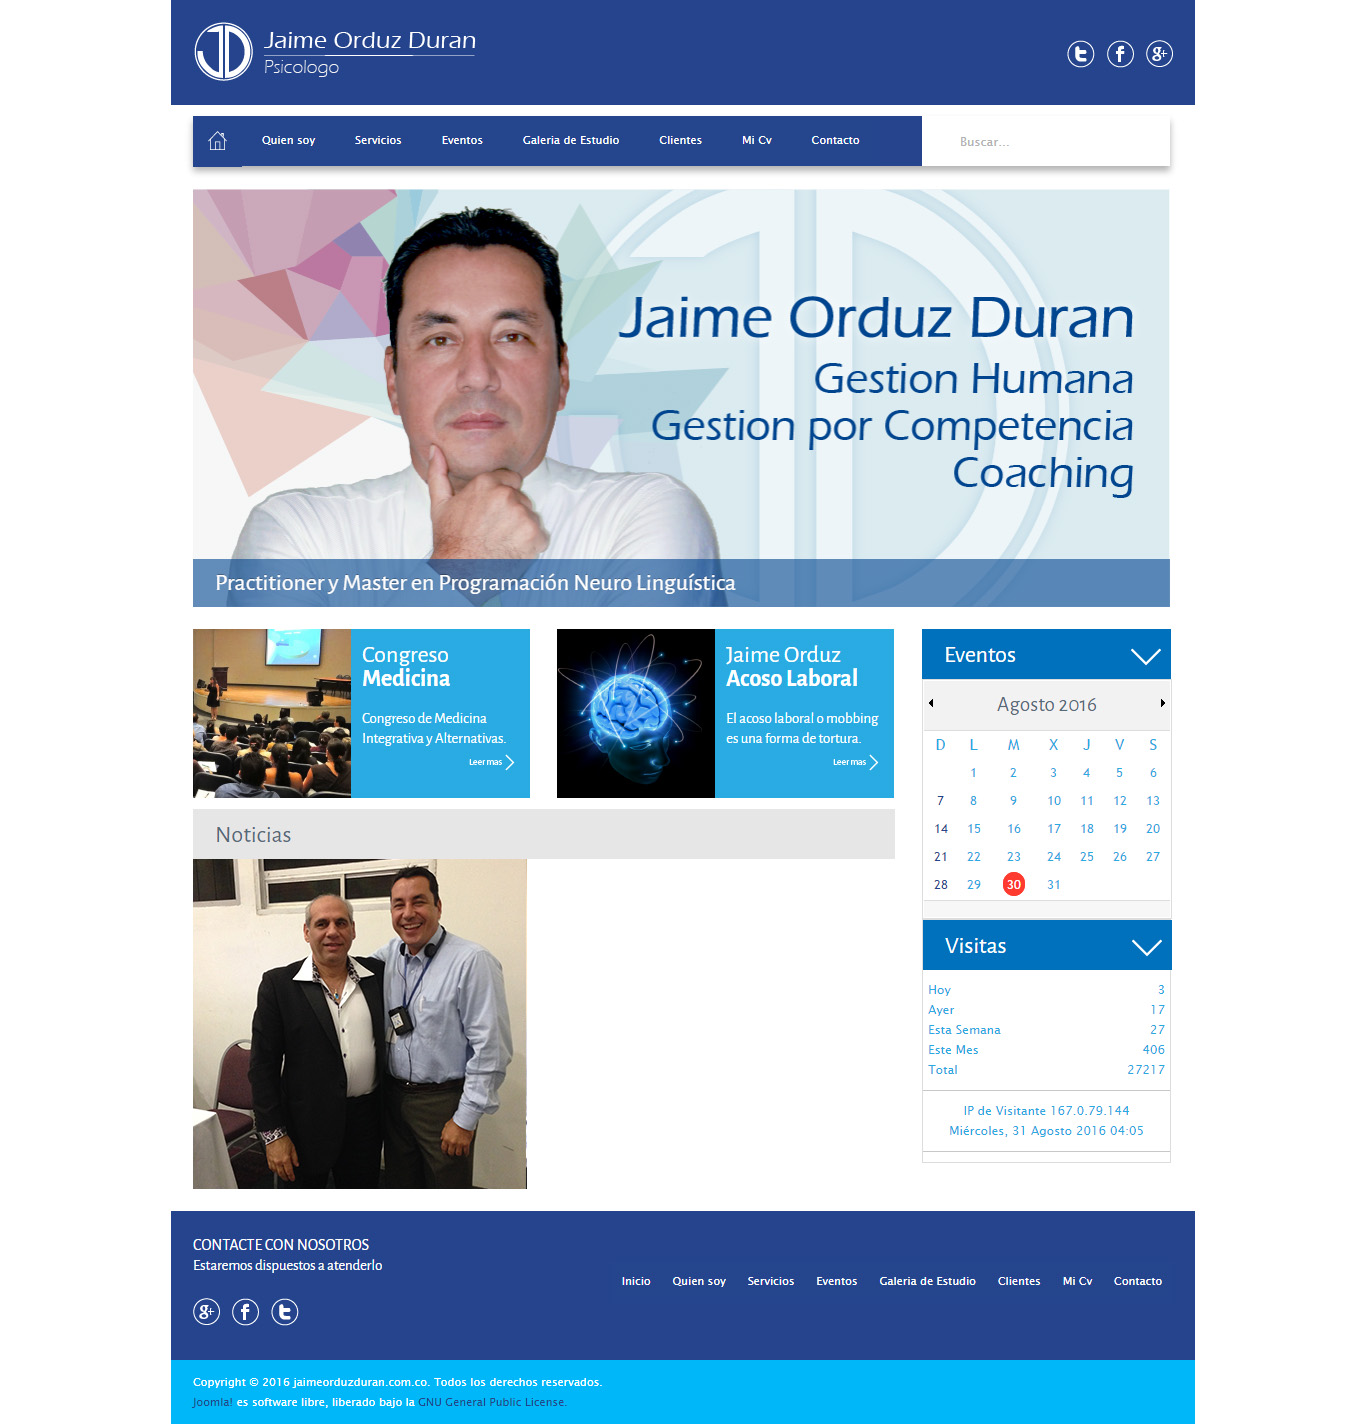 Jaime Orduz Duran
Psicologo
Quien soy Servicios Eventos Galeria de Estudio Clientes Mi Cv Contacto
Buscar...
Jaime Orduz Duran
Gestion Humana
Gestion por Competencia
Coaching
Practitioner y Master en Programación Neuro Linguística
Congreso
Medicina
Congreso de Medicina
Integrativa y Alternativas.
Leer mas
Jaime Orduz
Acoso Laboral
El acoso laboral o mobbing
es una forma de tortura.
Leer mas
Noticias
Eventos
Agosto 2016
D L M X J V S
1 2 3 4 5 6
7 8 9 10 11 12 13
14 15 16 17 18 19 20
21 22 23 24 25 26 27
28 29 30 31
Visitas
Hoy 3
Ayer 17
Esta Semana 27
Este Mes 406
Total 27217
IP de Visitante 167.0.79.144
Miércoles, 31 Agosto 2016 04:05
CONTACTE CON NOSOTROS
Estaremos dispuestos a atenderlo
Inicio Quien soy Servicios Eventos Galeria de Estudio Clientes Mi Cv Contacto
Copyright © 2016 jaimeorduzduran.com.co. Todos los derechos reservados.
Joomla! es software libre, liberado bajo la GNU General Public License.